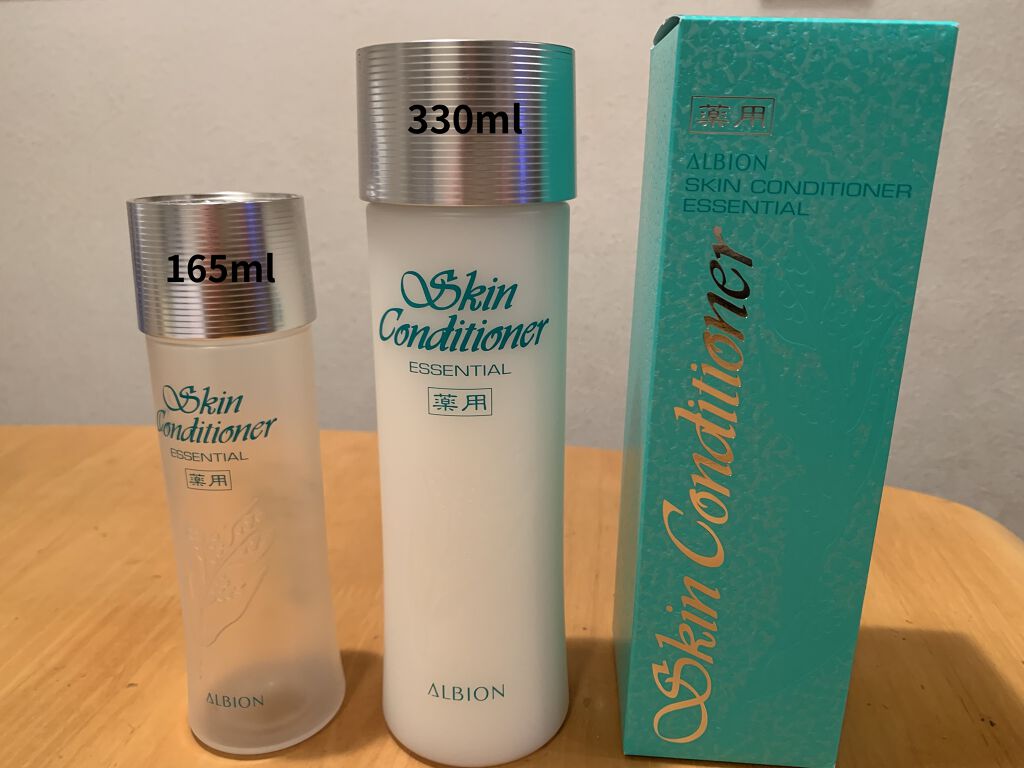 165ml
Skin
Conditioner
ESSENTIAL
薬用
ALBION
330ml
Skin
Conditioner
ESSENTIAL
薬用
ALBION
薬用
ALBION
SKIN CONDITIONER
ESSENTIAL
Skin Conditioner